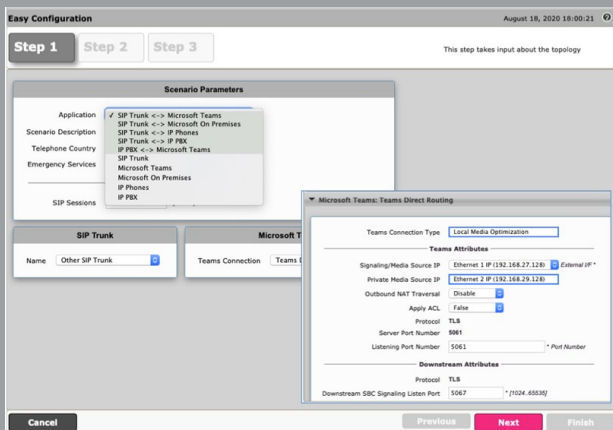 Easy Configuration
August 18, 2020 18:00:21
Step 1
Step 2
Step 3
This step takes input about the topology
Scenario Parameters
Application
✓ SIP Trunk <-> Microsoft Teams
SIP Trunk <-> Microsoft On Premises
SIP Trunk <-> IP Phones
SIP Trunk <-> IP PBX
IP PBX <-> Microsoft Teams
SIP Trunk
Microsoft Teams
Microsoft On Premises
IP Phones
IP PBX
Scenario Description
Telephone Country
Emergency Services
SIP Sessions
SIP Trunk
Name Other SIP Trunk
Microsoft T
Teams Connection Teams
Microsoft Teams: Teams Direct Routing
Teams Connection Type Local Media Optimization
Teams Attributes
Signaling/Media Source IP Ethernet 1 IP (192.168.27.128) External I/F *
Private Media Source IP Ethernet 2 IP (192.168.29.128)
Outbound NAT Traversal Disable
Apply ACL False
Protocol TLS
Server Port Number 5061
Listening Port Number 5061 * Port Number
Downstream Attributes
Protocol TLS
Downstream SBC Signaling Listen Port 5067 * [1024..65535]
Cancel
Previous
Next
Finish